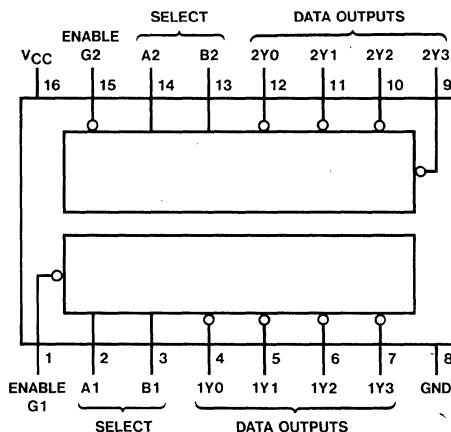 SELECT DATA OUTPUTS
ENABLE
VCC G2 A2 B2 2Y0 2Y1 2Y2 2Y3
16 15 14 13 12 11 10 9
1 2 3 4 5 6 7 8
ENABLE A1 B1 1Y0 1Y1 1Y2 1Y3 GND
G1
SELECT DATA OUTPUTS